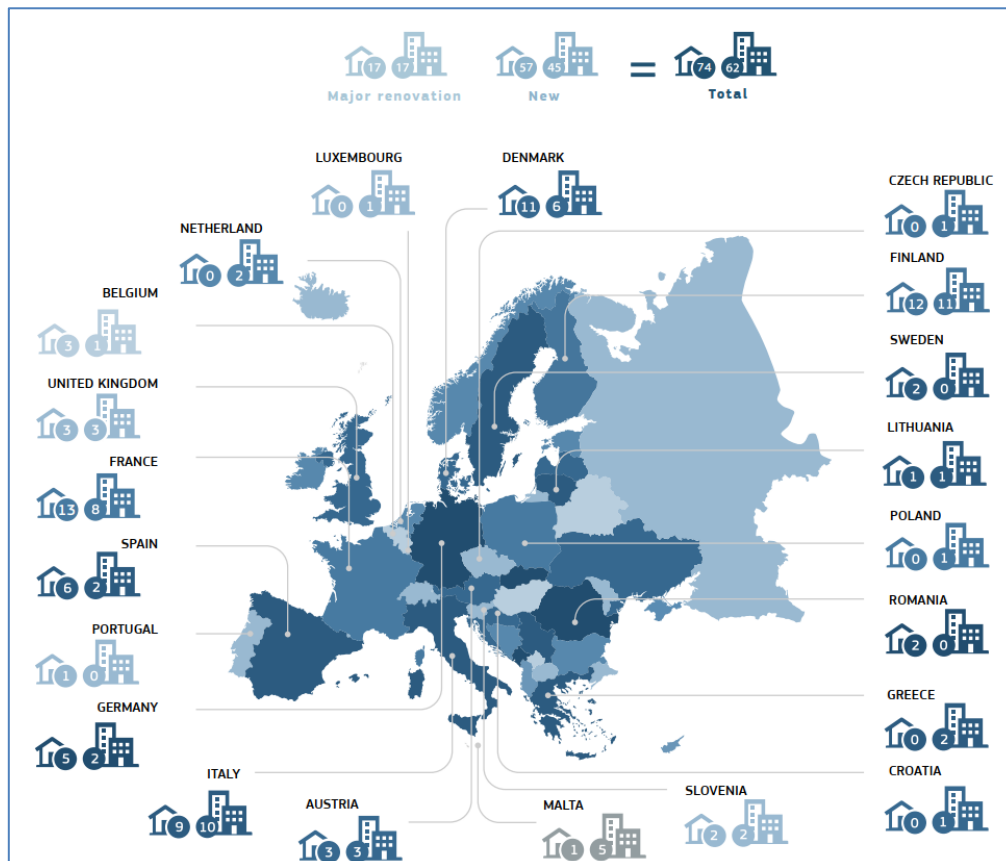 17 17
57 45
74 62
Major renovation
New
=
Total
LUXEMBOURG
0 1
DENMARK
11 6
CZECH REPUBLIC
0 1
NETHERLAND
0 2
FINLAND
12 11
BELGIUM
3 1
SWEDEN
2 0
UNITED KINGDOM
3 3
LITHUANIA
1 1
FRANCE
13 8
POLAND
0 1
SPAIN
6 2
ROMANIA
2 0
PORTUGAL
1 0
GERMANY
5 2
GREECE
0 2
ITALY
9 10
AUSTRIA
3 3
MALTA
1 5
SLOVENIA
2 2
CROATIA
0 1